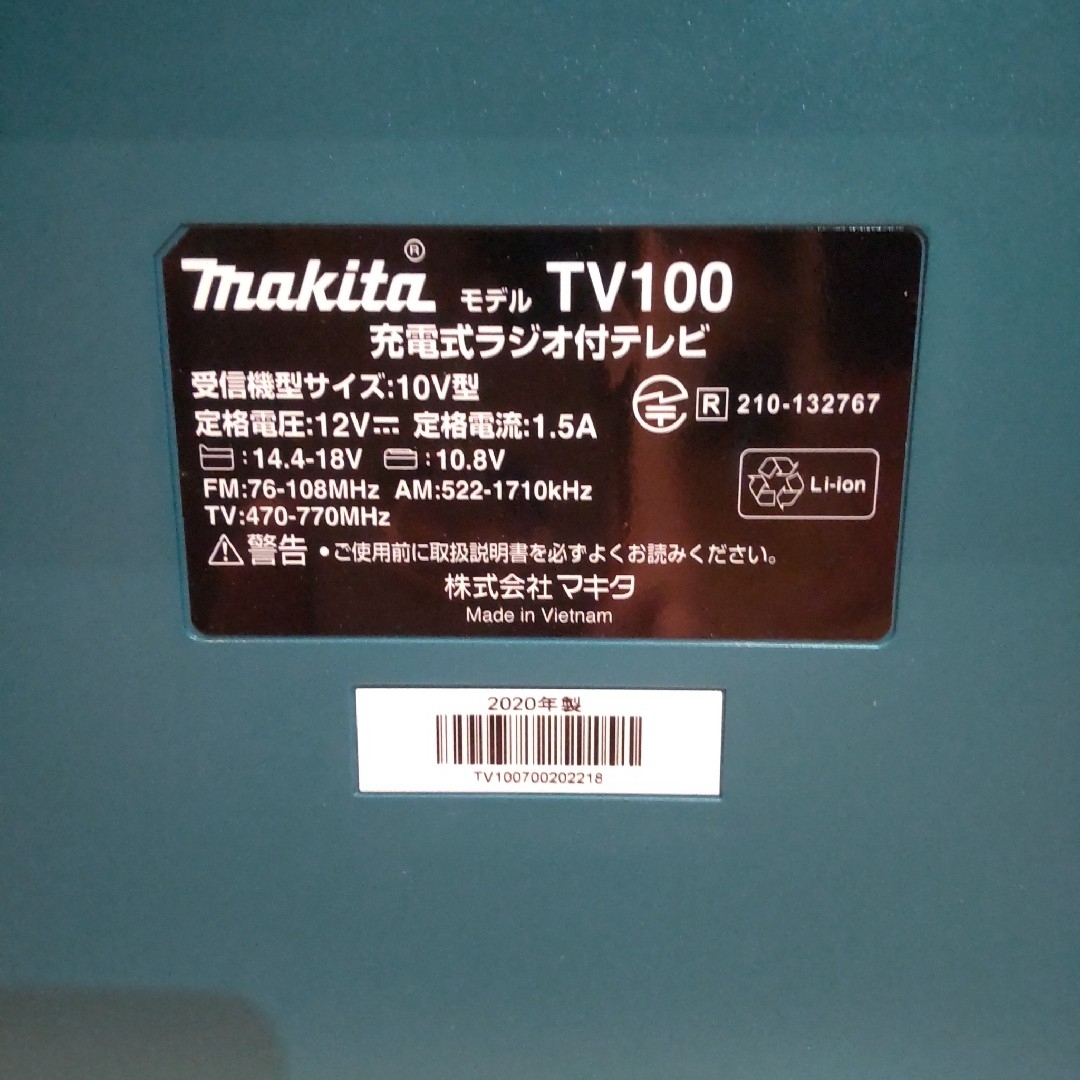 makita® モデル TV100
充電式ラジオ付テレビ
受信機型サイズ:10V型
定格電圧:12V⎓ 定格電流:1.5A
R 210-132767
:14.4-18V :10.8V
Li-ion
FM:76-108MHz AM:522-1710kHz
TV:470-770MHz
⚠警告 •ご使用前に取扱説明書を必ずよくお読みください。
株式会社マキタ
Made in Vietnam
2020年製
TV100700202218